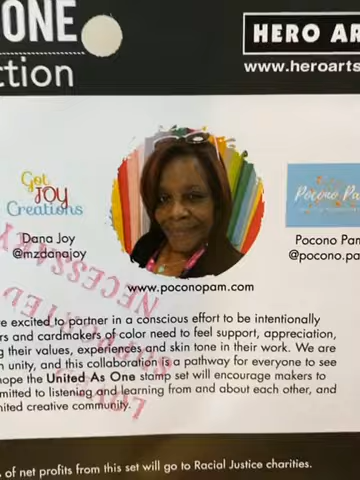 ONE
HERO AR
ction
www.heroarts
Got
JOY
Creations
Pocono Pa
Dana Joy
@mzdanajoy
Pocono Pam
@pocono.pa
www.poconopam.com
NECESSARY
SUPPORTED
LOVE
re excited to partner in a conscious effort to be intentionally
rs and cardmakers of color need to feel support, appreciation,
g their values, experiences and skin tone in their work. We are
n unity, and this collaboration is a pathway for everyone to see
hope the United As One stamp set will encourage makers to
mitted to listening and learning from and about each other, and
nited creative community.
of net profits from this set will go to Racial Justice charities.